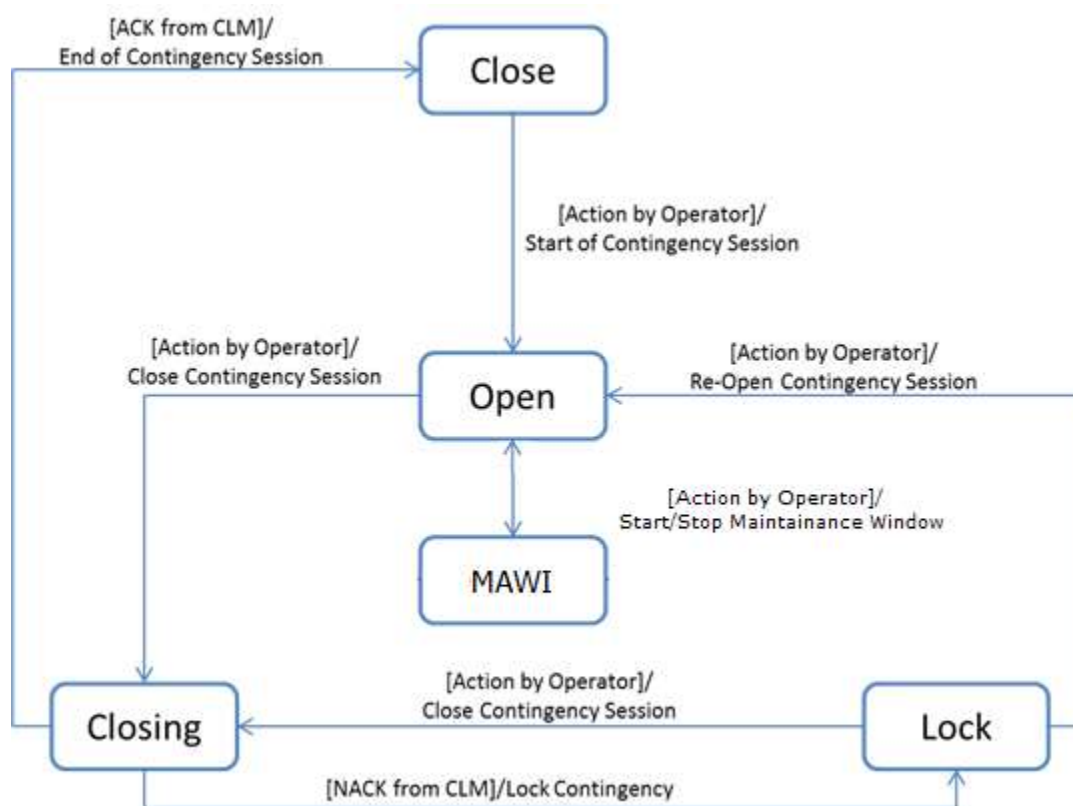 [ACK from CLM]/
End of Contingency Session
Close
[Action by Operator]/
Start of Contingency Session
[Action by Operator]/
Close Contingency Session
Open
[Action by Operator]/
Re-Open Contingency Session
[Action by Operator]/
Start/Stop Maintainance Window
MAWI
Closing
[Action by Operator]/
Close Contingency Session
Lock
[NACK from CLM]/Lock Contingency